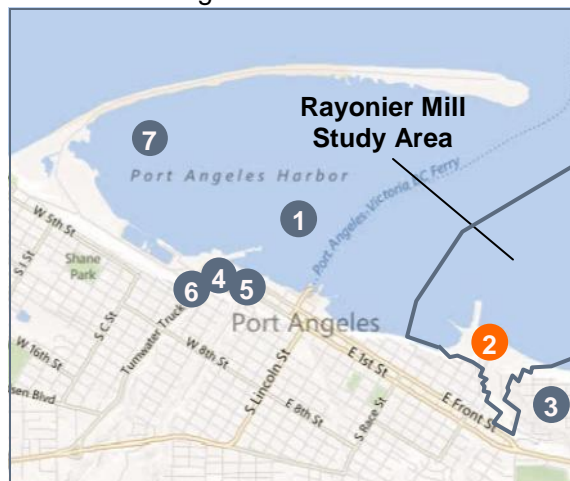 Rayonier Mill
Study Area
7
Port Angeles Harbor
1
Port Angeles-Victoria BC Ferry
W 5th St
Shane
Park
S I St
S C St
4
6
5
Tumwater Truck
Port Angeles
2
W 16th St
W 8th St
S Lincoln St
E 1st St
sen Blvd
E 8th St
S Race St
E Front St
3